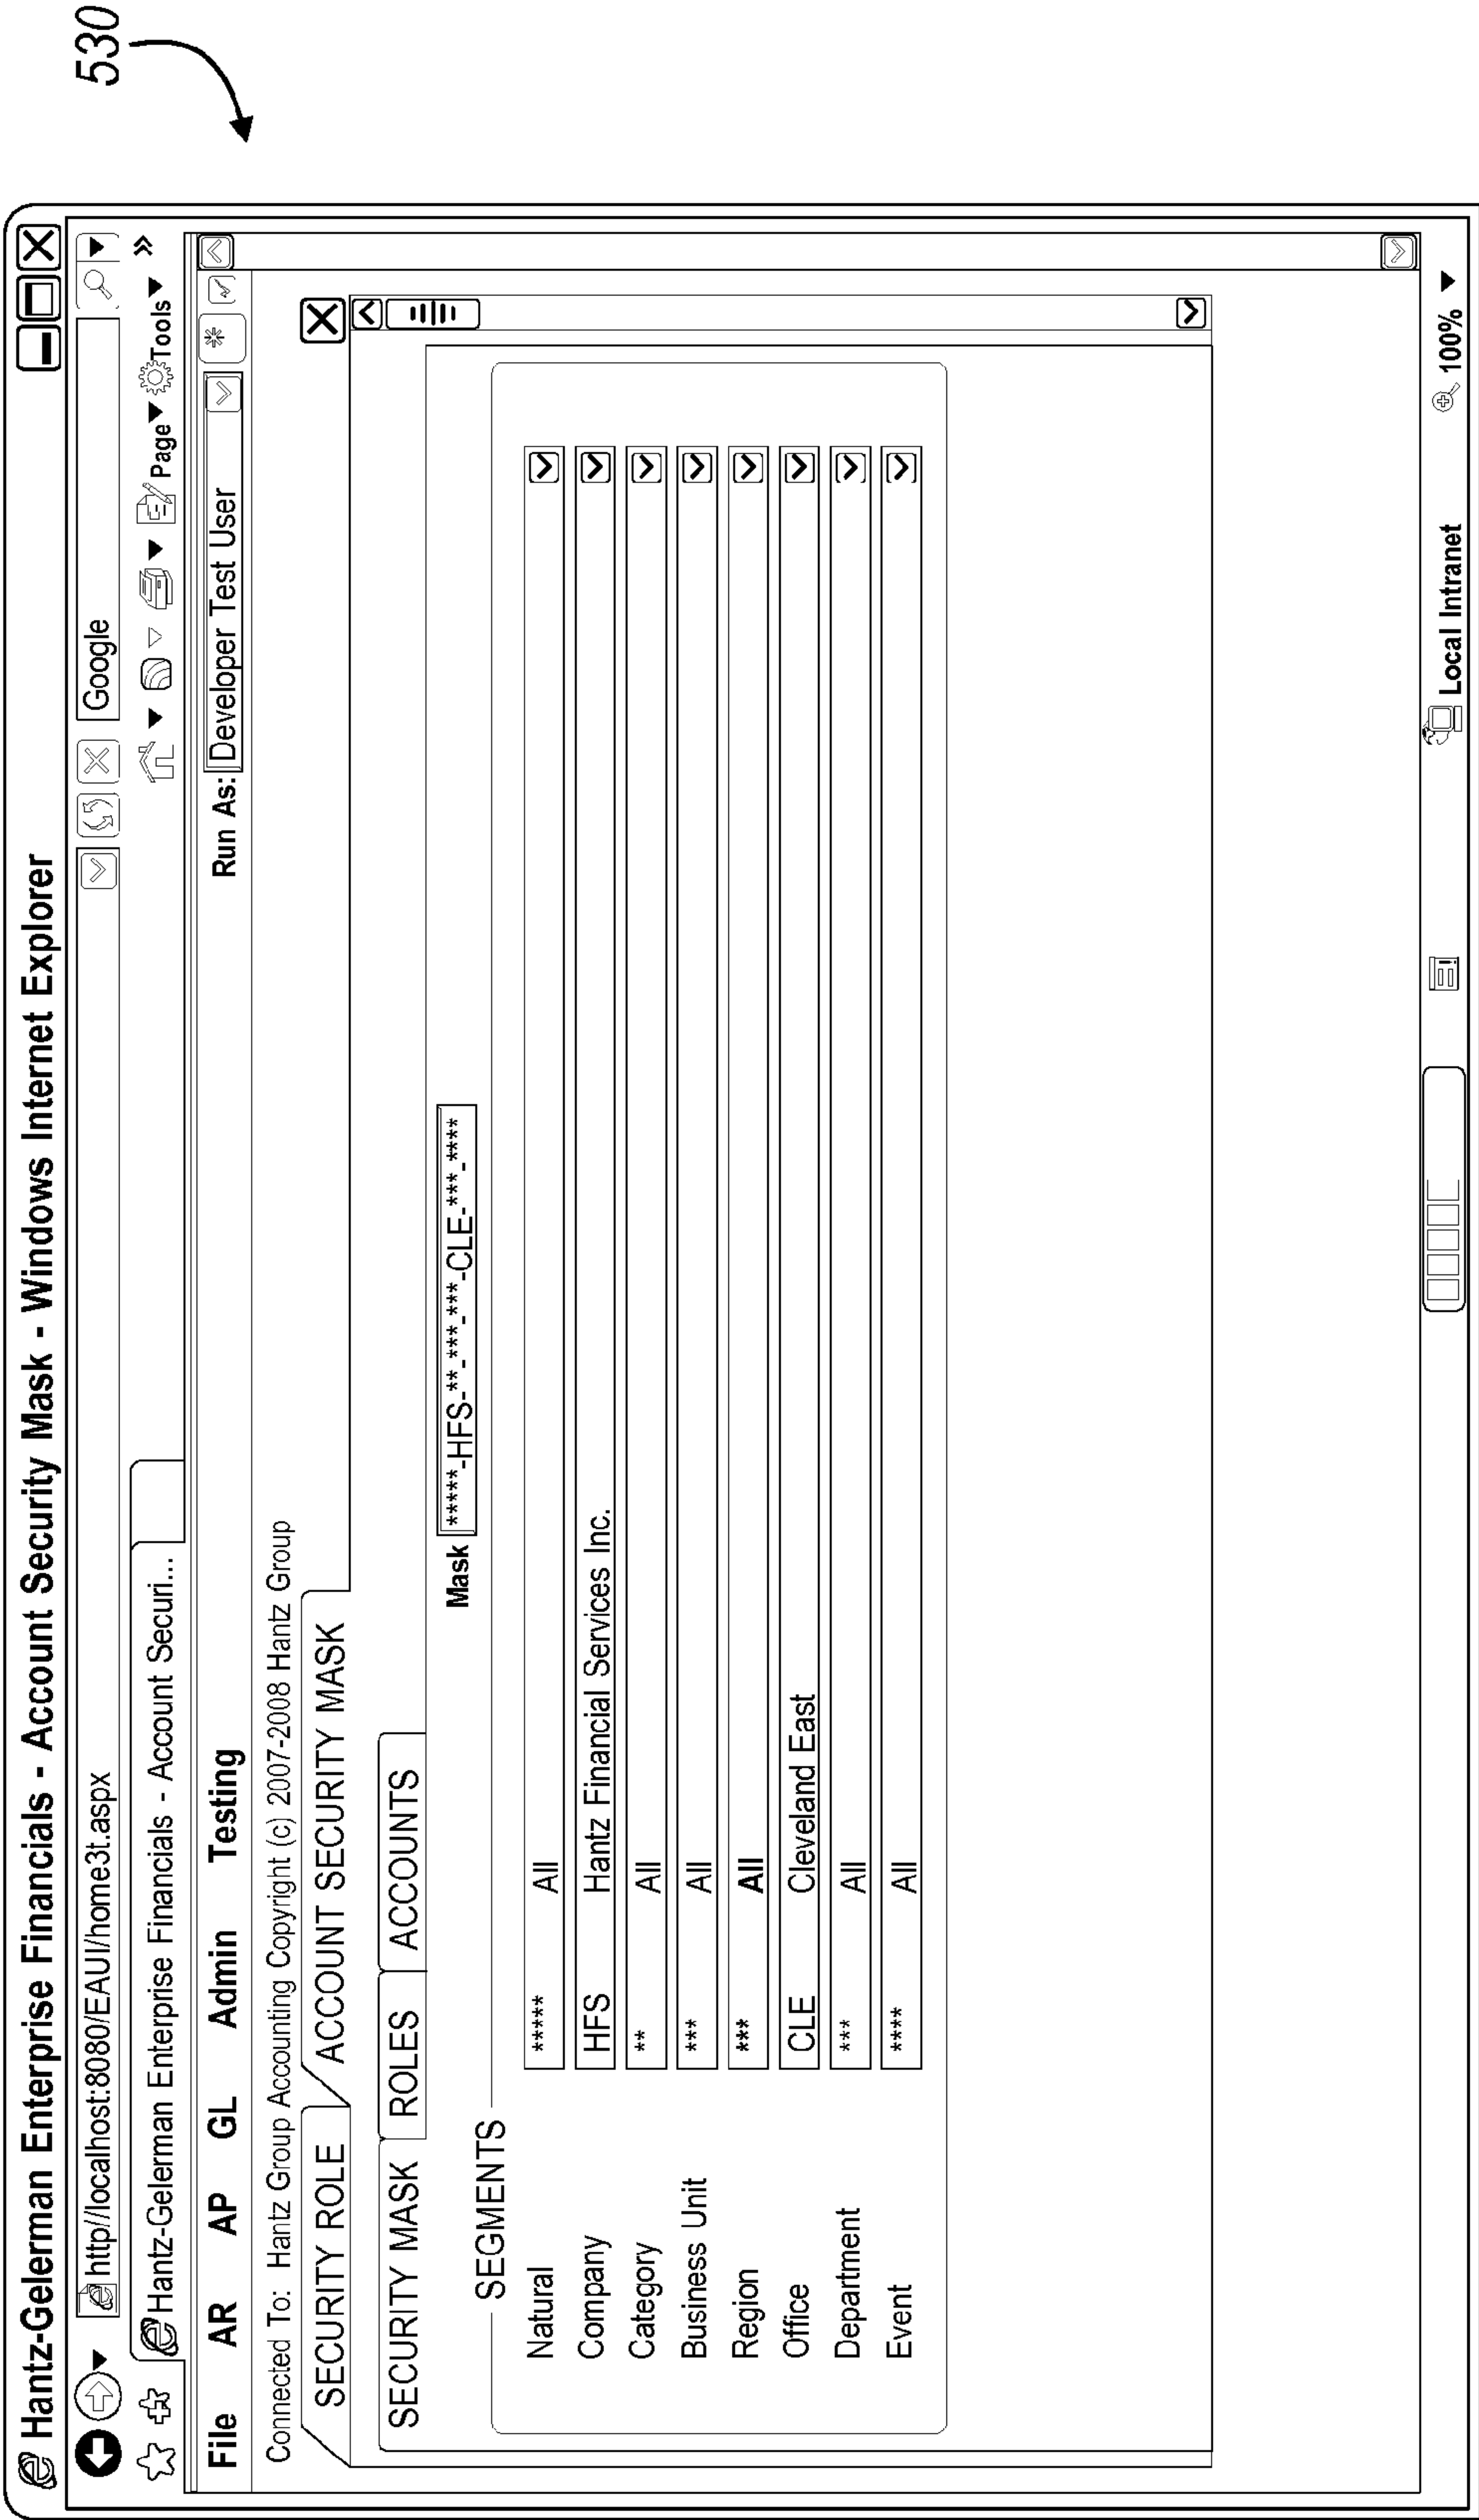 530
Hantz-Gelerman Enterprise Financials - Account Security Mask - Windows Internet Explorer
http//localhost:8080/EAUI/home3t.aspx Google
Hantz-Gelerman Enterprise Financials - Account Securi... Page Tools »
File AR AP GL Admin Testing Run As: Developer Test User
Connected To: Hantz Group Accounting Copyright (c) 2007-2008 Hantz Group
SECURITY ROLE ACCOUNT SECURITY MASK
SECURITY MASK ROLES ACCOUNTS
Mask *****-HFS-**-***-***-CLE-***-****
SEGMENTS
Natural ***** All
Company HFS Hantz Financial Services Inc.
Category ** All
Business Unit *** All
Region *** All
Office CLE Cleveland East
Department *** All
Event **** All
Local Intranet 100%